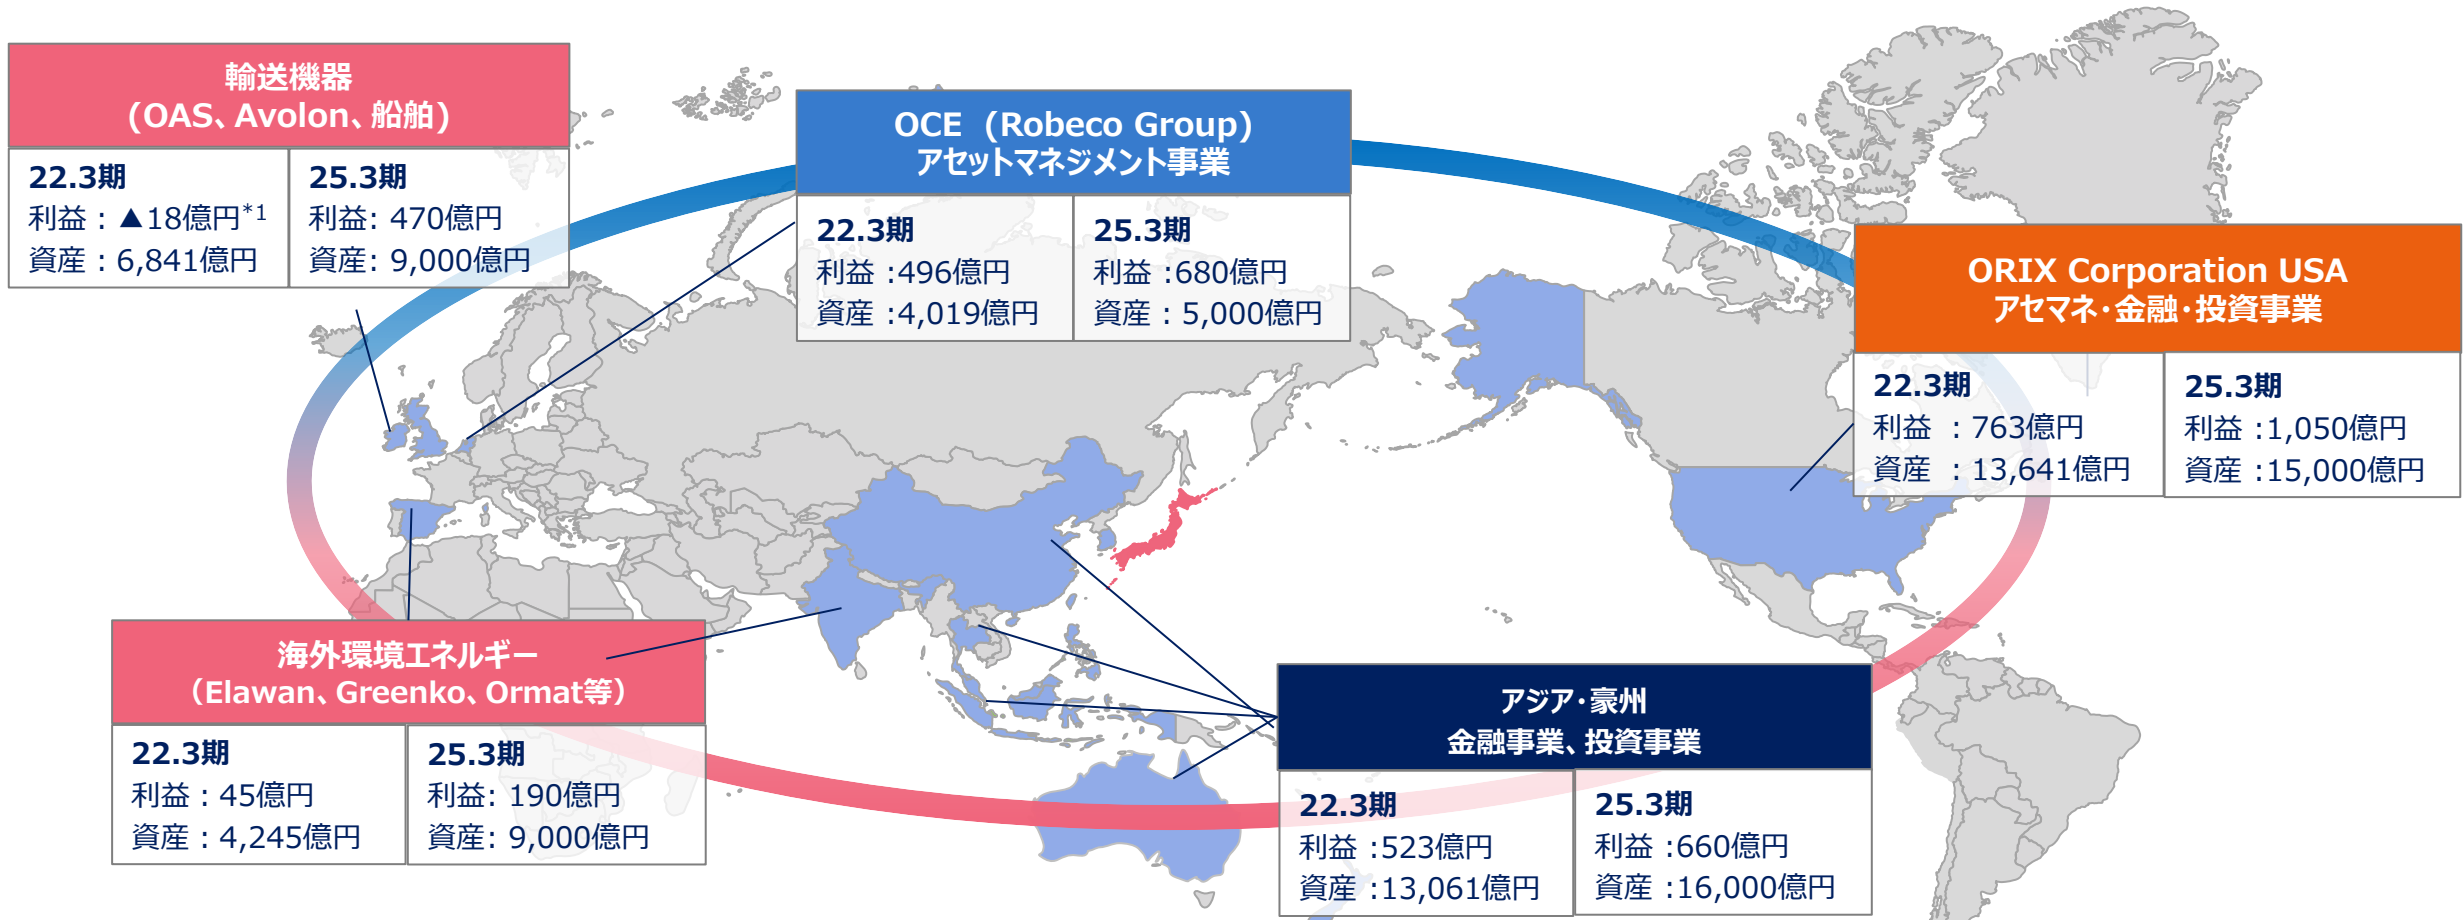 輸送機器
(OAS、Avolon、船舶)
22.3期
利益 : ▲18億円*1
資産 : 6,841億円
25.3期
利益: 470億円
資産: 9,000億円
OCE (Robeco Group)
アセットマネジメント事業
22.3期
利益 :496億円
資産 :4,019億円
25.3期
利益 :680億円
資産 : 5,000億円
ORIX Corporation USA
アセマネ・金融・投資事業
22.3期
利益 : 763億円
資産 : 13,641億円
25.3期
利益 :1,050億円
資産 :15,000億円
海外環境エネルギー
(Elawan、Greenko、Ormat等)
22.3期
利益 : 45億円
資産 : 4,245億円
25.3期
利益: 190億円
資産: 9,000億円
アジア・豪州
金融事業、投資事業
22.3期
利益 :523億円
資産 :13,061億円
25.3期
利益 :660億円
資産 :16,000億円